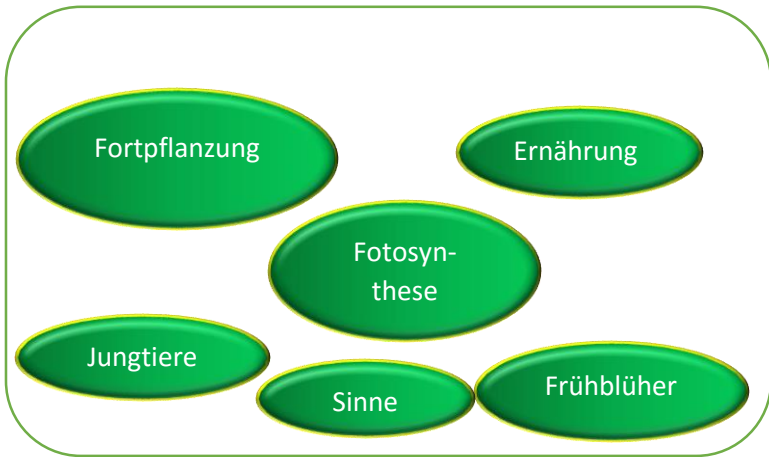 Fortpflanzung
Ernährung
Fotosyn-
these
Jungtiere
Sinne
Frühblüher